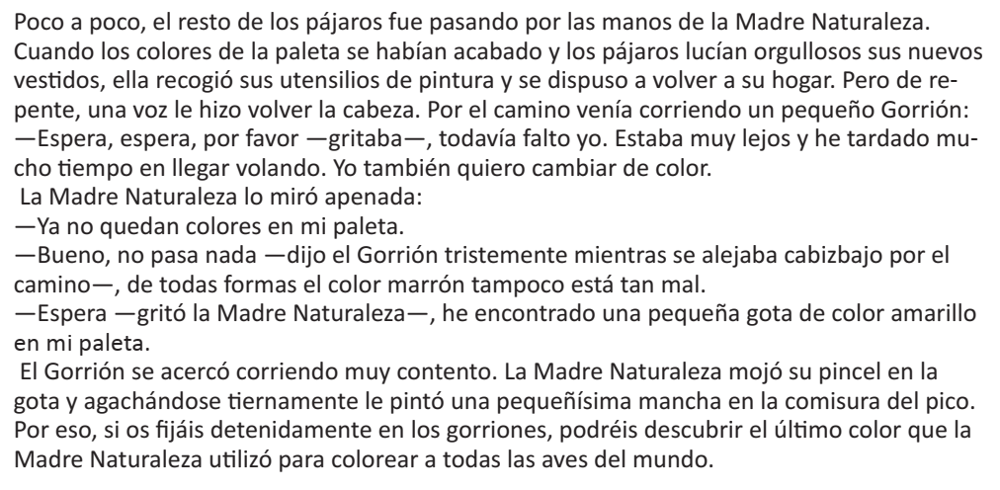 Poco a poco, el resto de los pájaros fue pasando por las manos de la Madre Naturaleza.
Cuando los colores de la paleta se habían acabado y los pájaros lucían orgullosos sus nuevos
vestidos, ella recogió sus utensilios de pintura y se dispuso a volver a su hogar. Pero de re-
pente, una voz le hizo volver la cabeza. Por el camino venía corriendo un pequeño Gorrión:
—Espera, espera, por favor —gritaba—, todavía falto yo. Estaba muy lejos y he tardado mu-
cho tiempo en llegar volando. Yo también quiero cambiar de color.
La Madre Naturaleza lo miró apenada:
—Ya no quedan colores en mi paleta.
—Bueno, no pasa nada —dijo el Gorrión tristemente mientras se alejaba cabizbajo por el
camino—, de todas formas el color marrón tampoco está tan mal.
—Espera —gritó la Madre Naturaleza—, he encontrado una pequeña gota de color amarillo
en mi paleta.
El Gorrión se acercó corriendo muy contento. La Madre Naturaleza mojó su pincel en la
gota y agachándose tiernamente le pintó una pequeñísima mancha en la comisura del pico.
Por eso, si os fijáis detenidamente en los gorriones, podréis descubrir el último color que la
Madre Naturaleza utilizó para colorear a todas las aves del mundo.